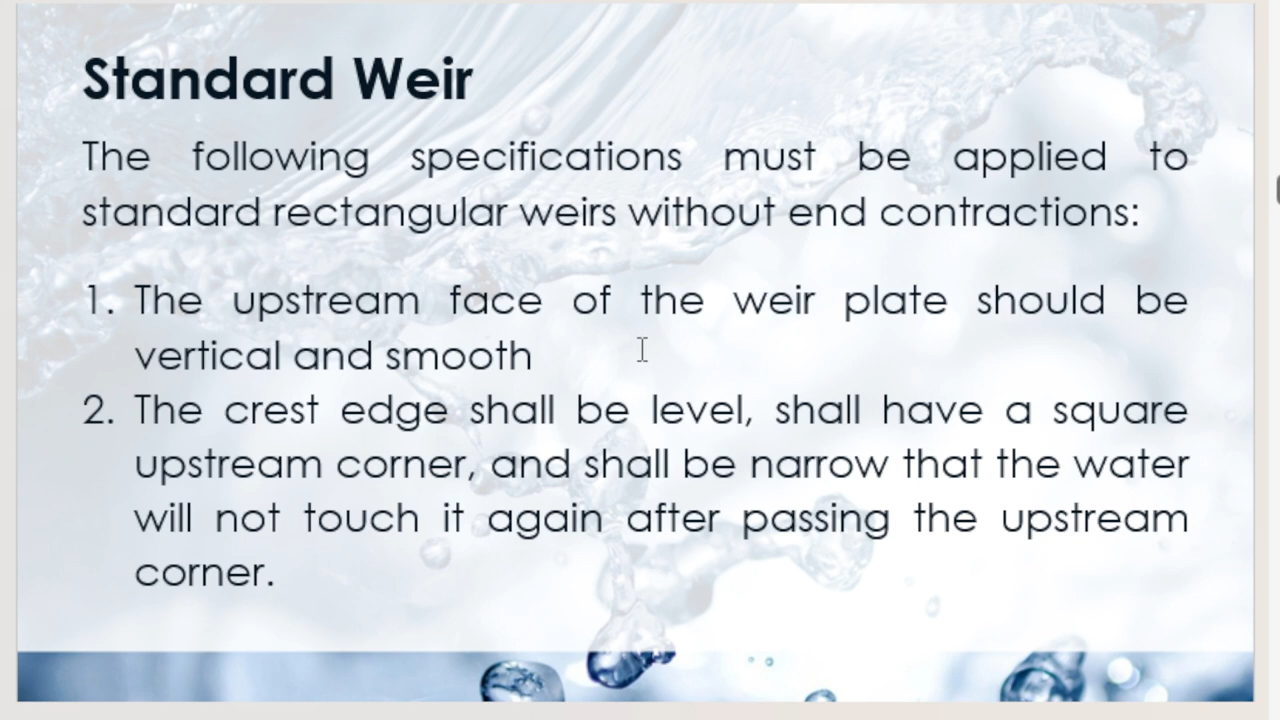 Standard Weir
The following specifications must be applied to
standard rectangular weirs without end contractions:
1. The upstream face of the weir plate should be
vertical and smooth
2. The crest edge shall be level, shall have a square
upstream corner, and shall be narrow that the water
will not touch it again after passing the upstream
corner.